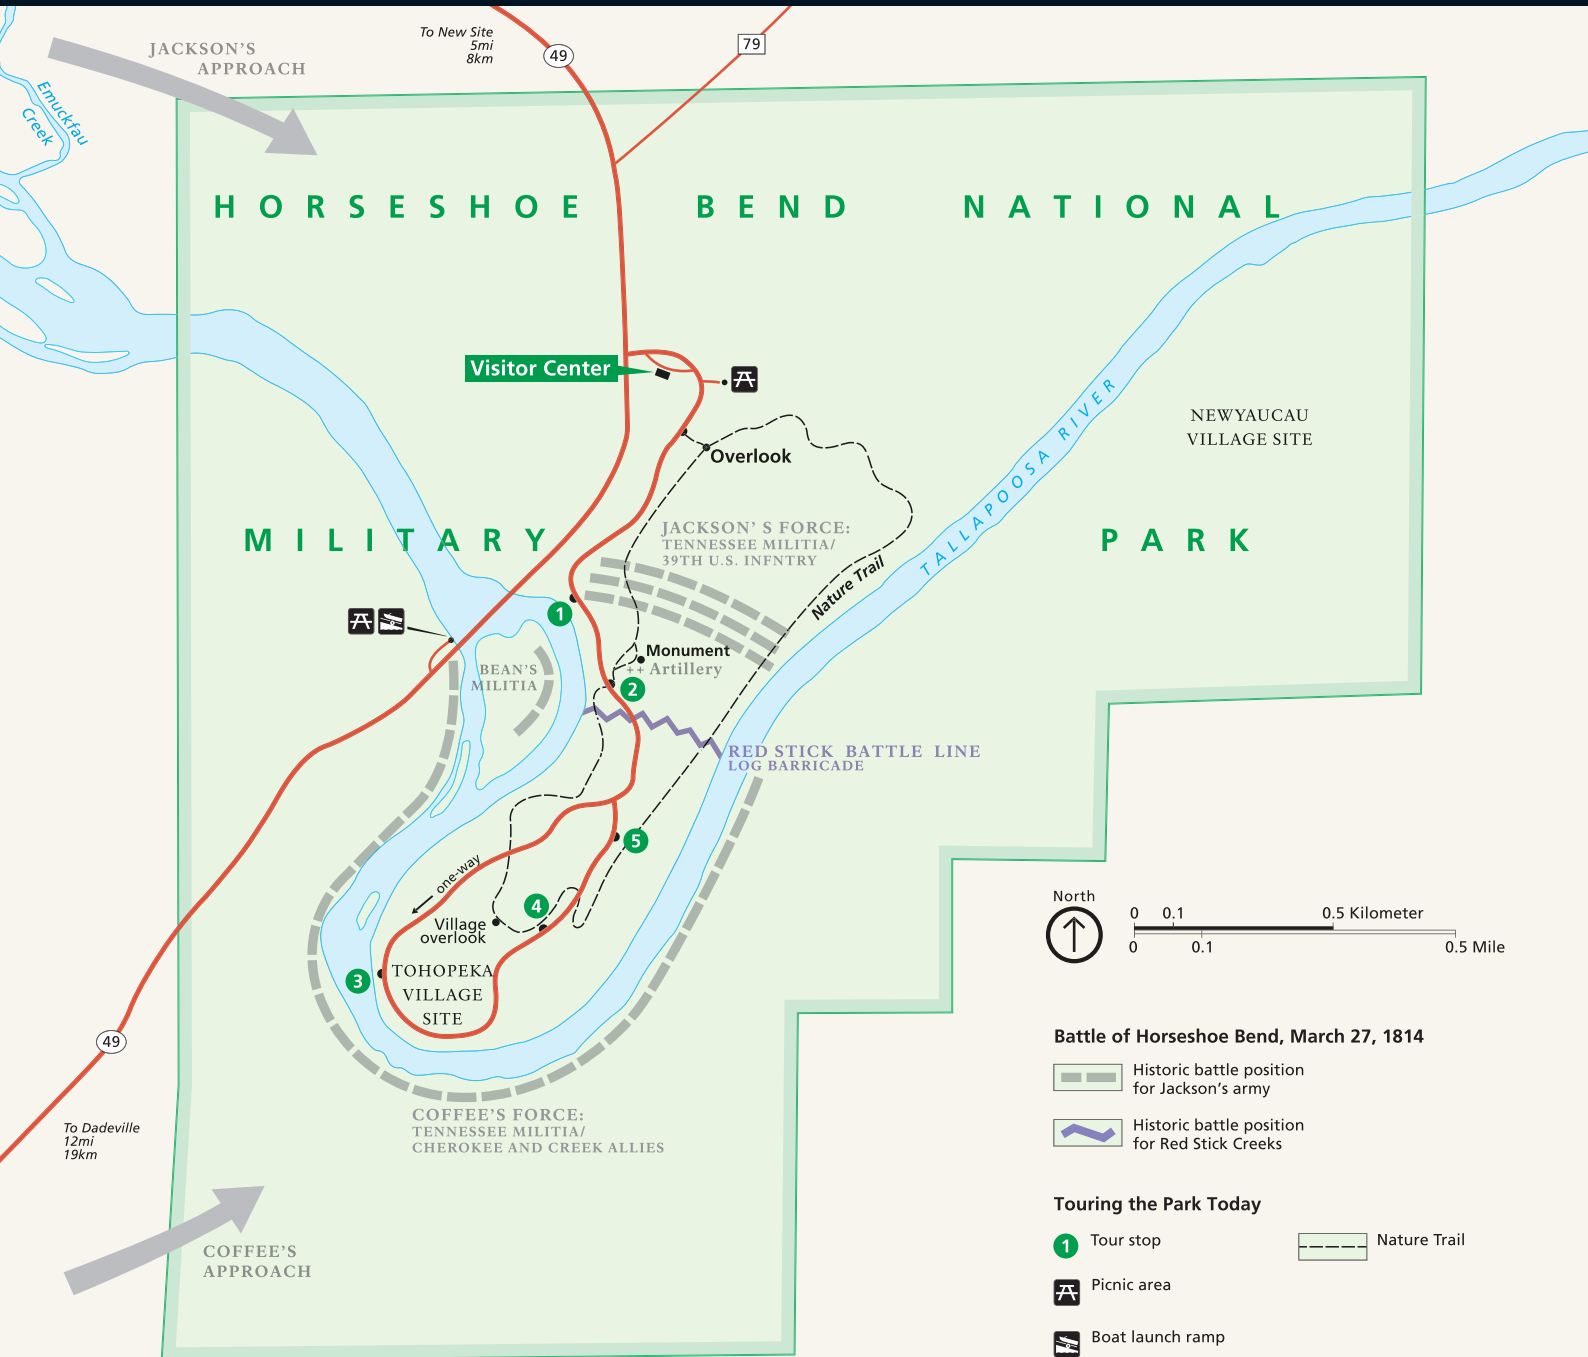 JACKSON'S
APPROACH
To New Site
5mi
8km
49
79
Emuckfau
Creek
HORSESHOE BEND NATIONAL
Visitor Center
NEWYAUCAU
VILLAGE SITE
Overlook
TALLAPOOSA RIVER
MILITARY PARK
JACKSON' S FORCE:
TENNESSEE MILITIA/
39TH U.S. INFNTRY
Nature Trail
1
BEAN'S
MILITIA
Monument
++ Artillery
2
RED STICK BATTLE LINE
LOG BARRICADE
5
one-way
4
Village
overlook
3
TOHOPEKA
VILLAGE
SITE
49
To Dadeville
12mi
19km
COFFEE'S FORCE:
TENNESSEE MILITIA/
CHEROKEE AND CREEK ALLIES
COFFEE'S
APPROACH
North
0 0.1 0.5 Kilometer
0 0.1 0.5 Mile
Battle of Horseshoe Bend, March 27, 1814
Historic battle position
for Jackson's army
Historic battle position
for Red Stick Creeks
Touring the Park Today
1 Tour stop
Nature Trail
Picnic area
Boat launch ramp